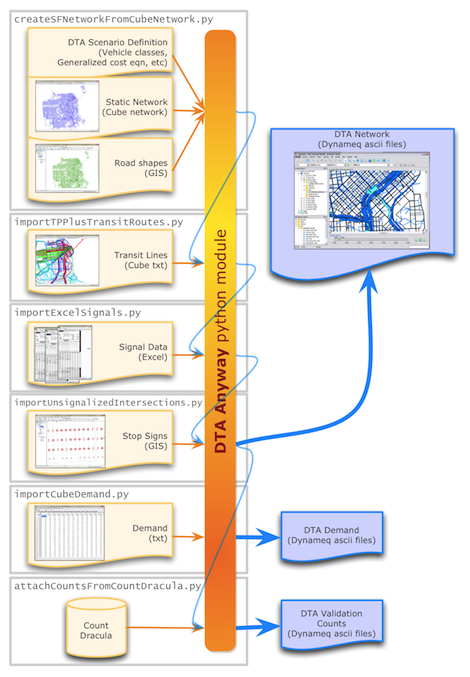 createSFNetworkFromCubeNetwork.py
DTA Scenario Definition
(Vehicle classes,
Generalized cost eqn, etc)
Static Network
(Cube network)
Road shapes
(GIS)
importTPPlusTransitRoutes.py
Transit Lines
(Cube txt)
importExcelSignals.py
Signal Data
(Excel)
importUnsignalizedIntersections.py
Stop Signs
(GIS)
importCubeDemand.py
Demand
(txt)
attachCountsFromCountDracula.py
Count
Dracula
DTA Anyway python module
DTA Network
(Dynameq ascii files)
DTA Demand
(Dynameq ascii files)
DTA Validation
Counts
(Dynameq ascii files)